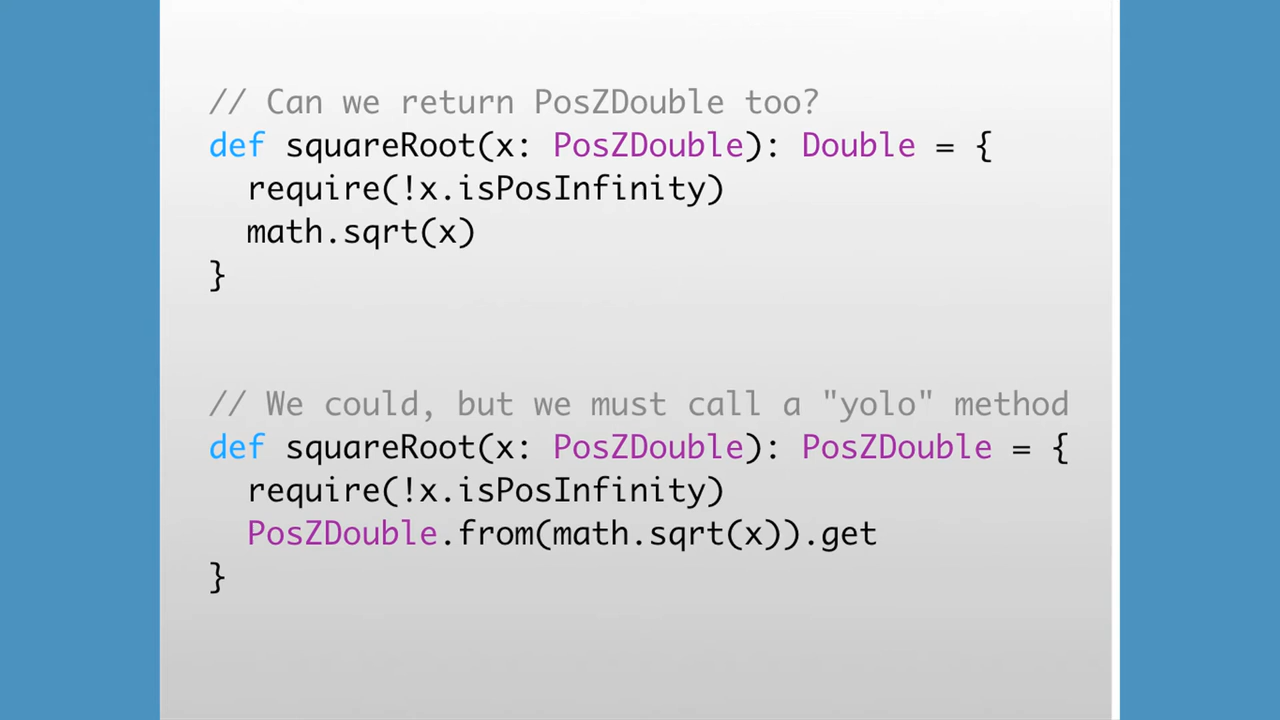 // Can we return PosZDouble too?
def squareRoot(x: PosZDouble): Double = {
  require(!x.isPosInfinity)
  math.sqrt(x)
}
// We could, but we must call a "yolo" method
def squareRoot(x: PosZDouble): PosZDouble = {
  require(!x.isPosInfinity)
  PosZDouble.from(math.sqrt(x)).get
}